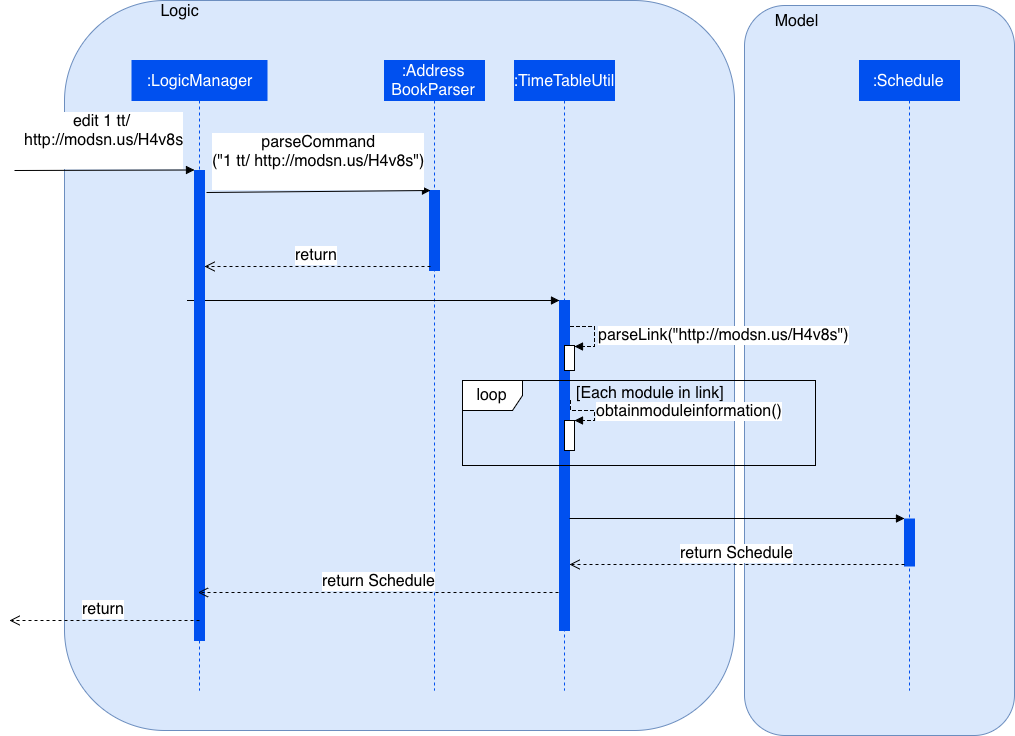 Logic
Model
:LogicManager
:Address
BookParser
:TimeTableUtil
:Schedule
edit 1 tt/
http://modsn.us/H4v8s
parseCommand
("1 tt/ http://modsn.us/H4v8s")
return
parseLink("http://modsn.us/H4v8s")
loop
[Each module in link]
obtainmoduleinformation()
return Schedule
return Schedule
return